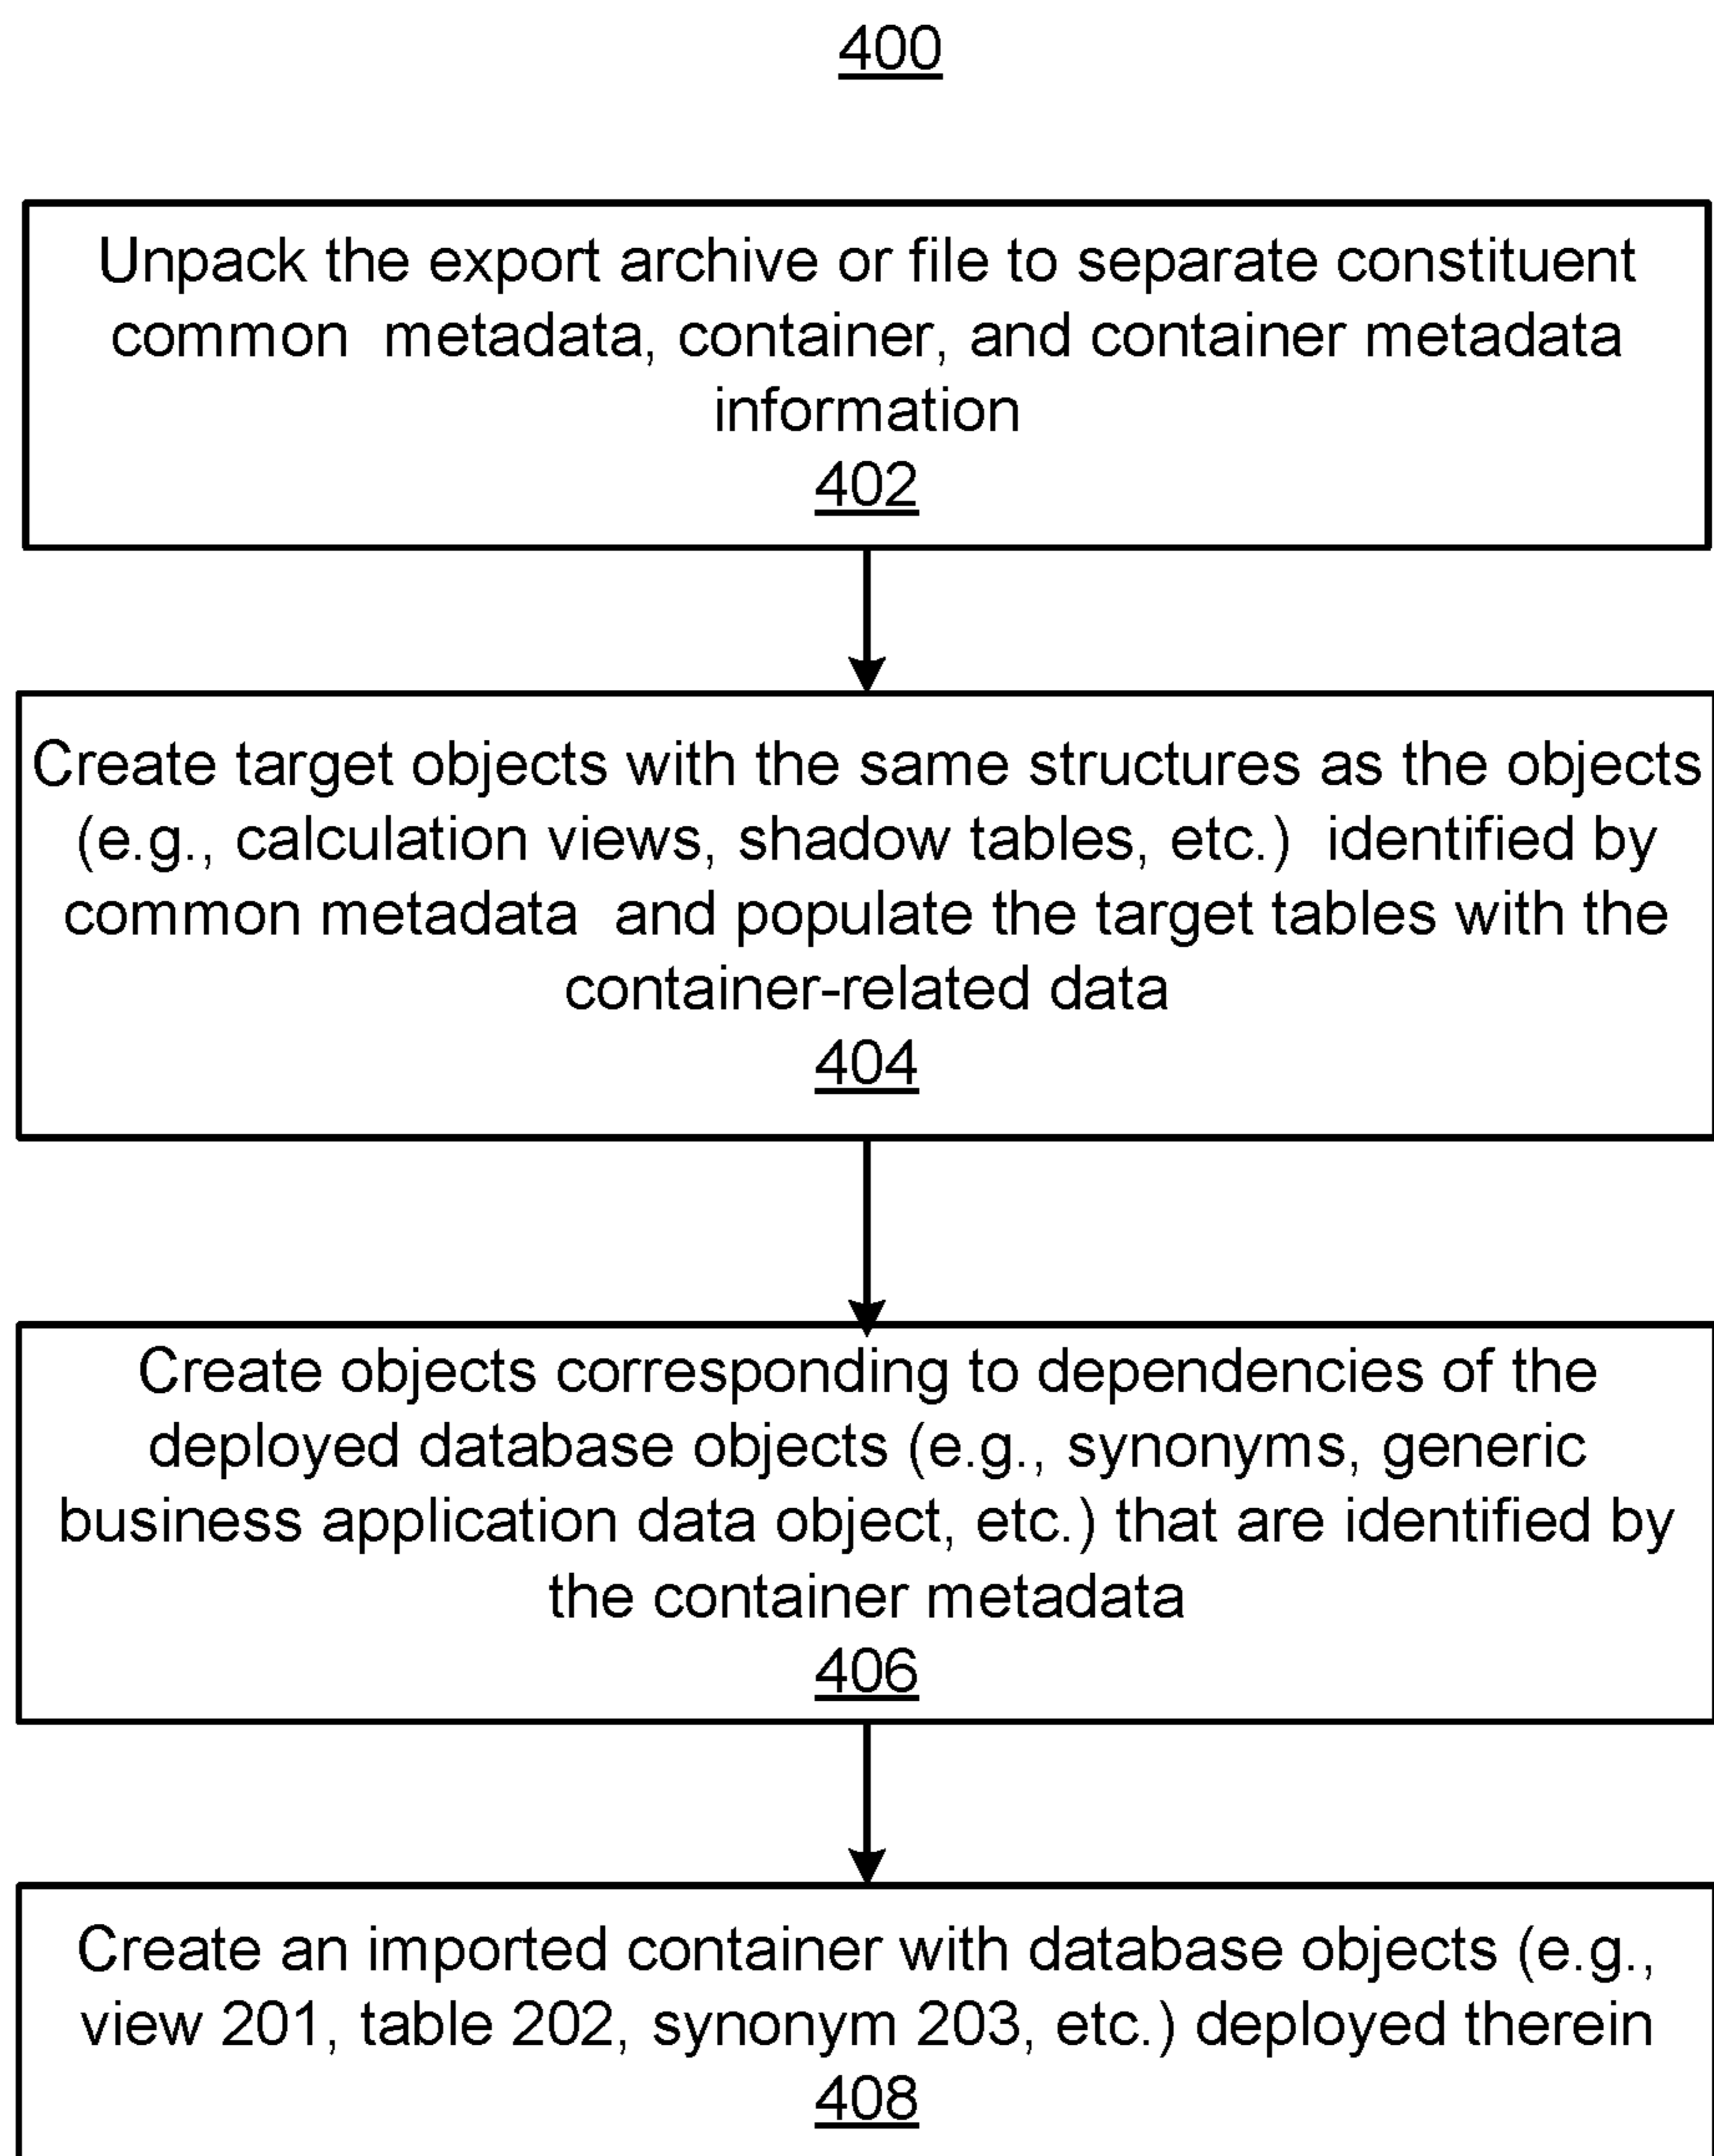 400
Unpack the export archive or file to separate constituent
common metadata, container, and container metadata
information
402
Create target objects with the same structures as the objects
(e.g., calculation views, shadow tables, etc.) identified by
common metadata and populate the target tables with the
container-related data
404
Create objects corresponding to dependencies of the
deployed database objects (e.g., synonyms, generic
business application data object, etc.) that are identified by
the container metadata
406
Create an imported container with database objects (e.g.,
view 201, table 202, synonym 203, etc.) deployed therein
408